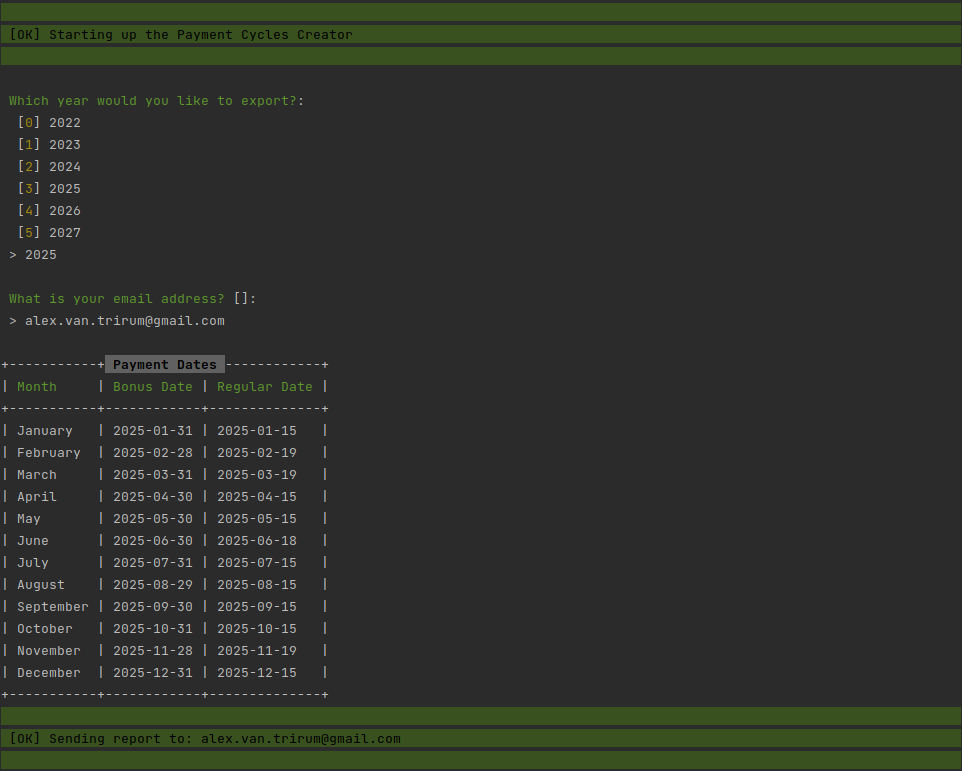 [OK] Starting up the Payment Cycles Creator
Which year would you like to export?:
[0] 2022
[1] 2023
[2] 2024
[3] 2025
[4] 2026
[5] 2027
> 2025
What is your email address? []:
> alex.van.trirum@gmail.com
+-----------+ Payment Dates ------------+
| Month     | Bonus Date | Regular Date |
+-----------+------------+--------------+
| January   | 2025-01-31 | 2025-01-15   |
| February  | 2025-02-28 | 2025-02-19   |
| March     | 2025-03-31 | 2025-03-19   |
| April     | 2025-04-30 | 2025-04-15   |
| May       | 2025-05-30 | 2025-05-15   |
| June      | 2025-06-30 | 2025-06-18   |
| July      | 2025-07-31 | 2025-07-15   |
| August    | 2025-08-29 | 2025-08-15   |
| September | 2025-09-30 | 2025-09-15   |
| October   | 2025-10-31 | 2025-10-15   |
| November  | 2025-11-28 | 2025-11-19   |
| December  | 2025-12-31 | 2025-12-15   |
+-----------+------------+--------------+
[OK] Sending report to: alex.van.trirum@gmail.com